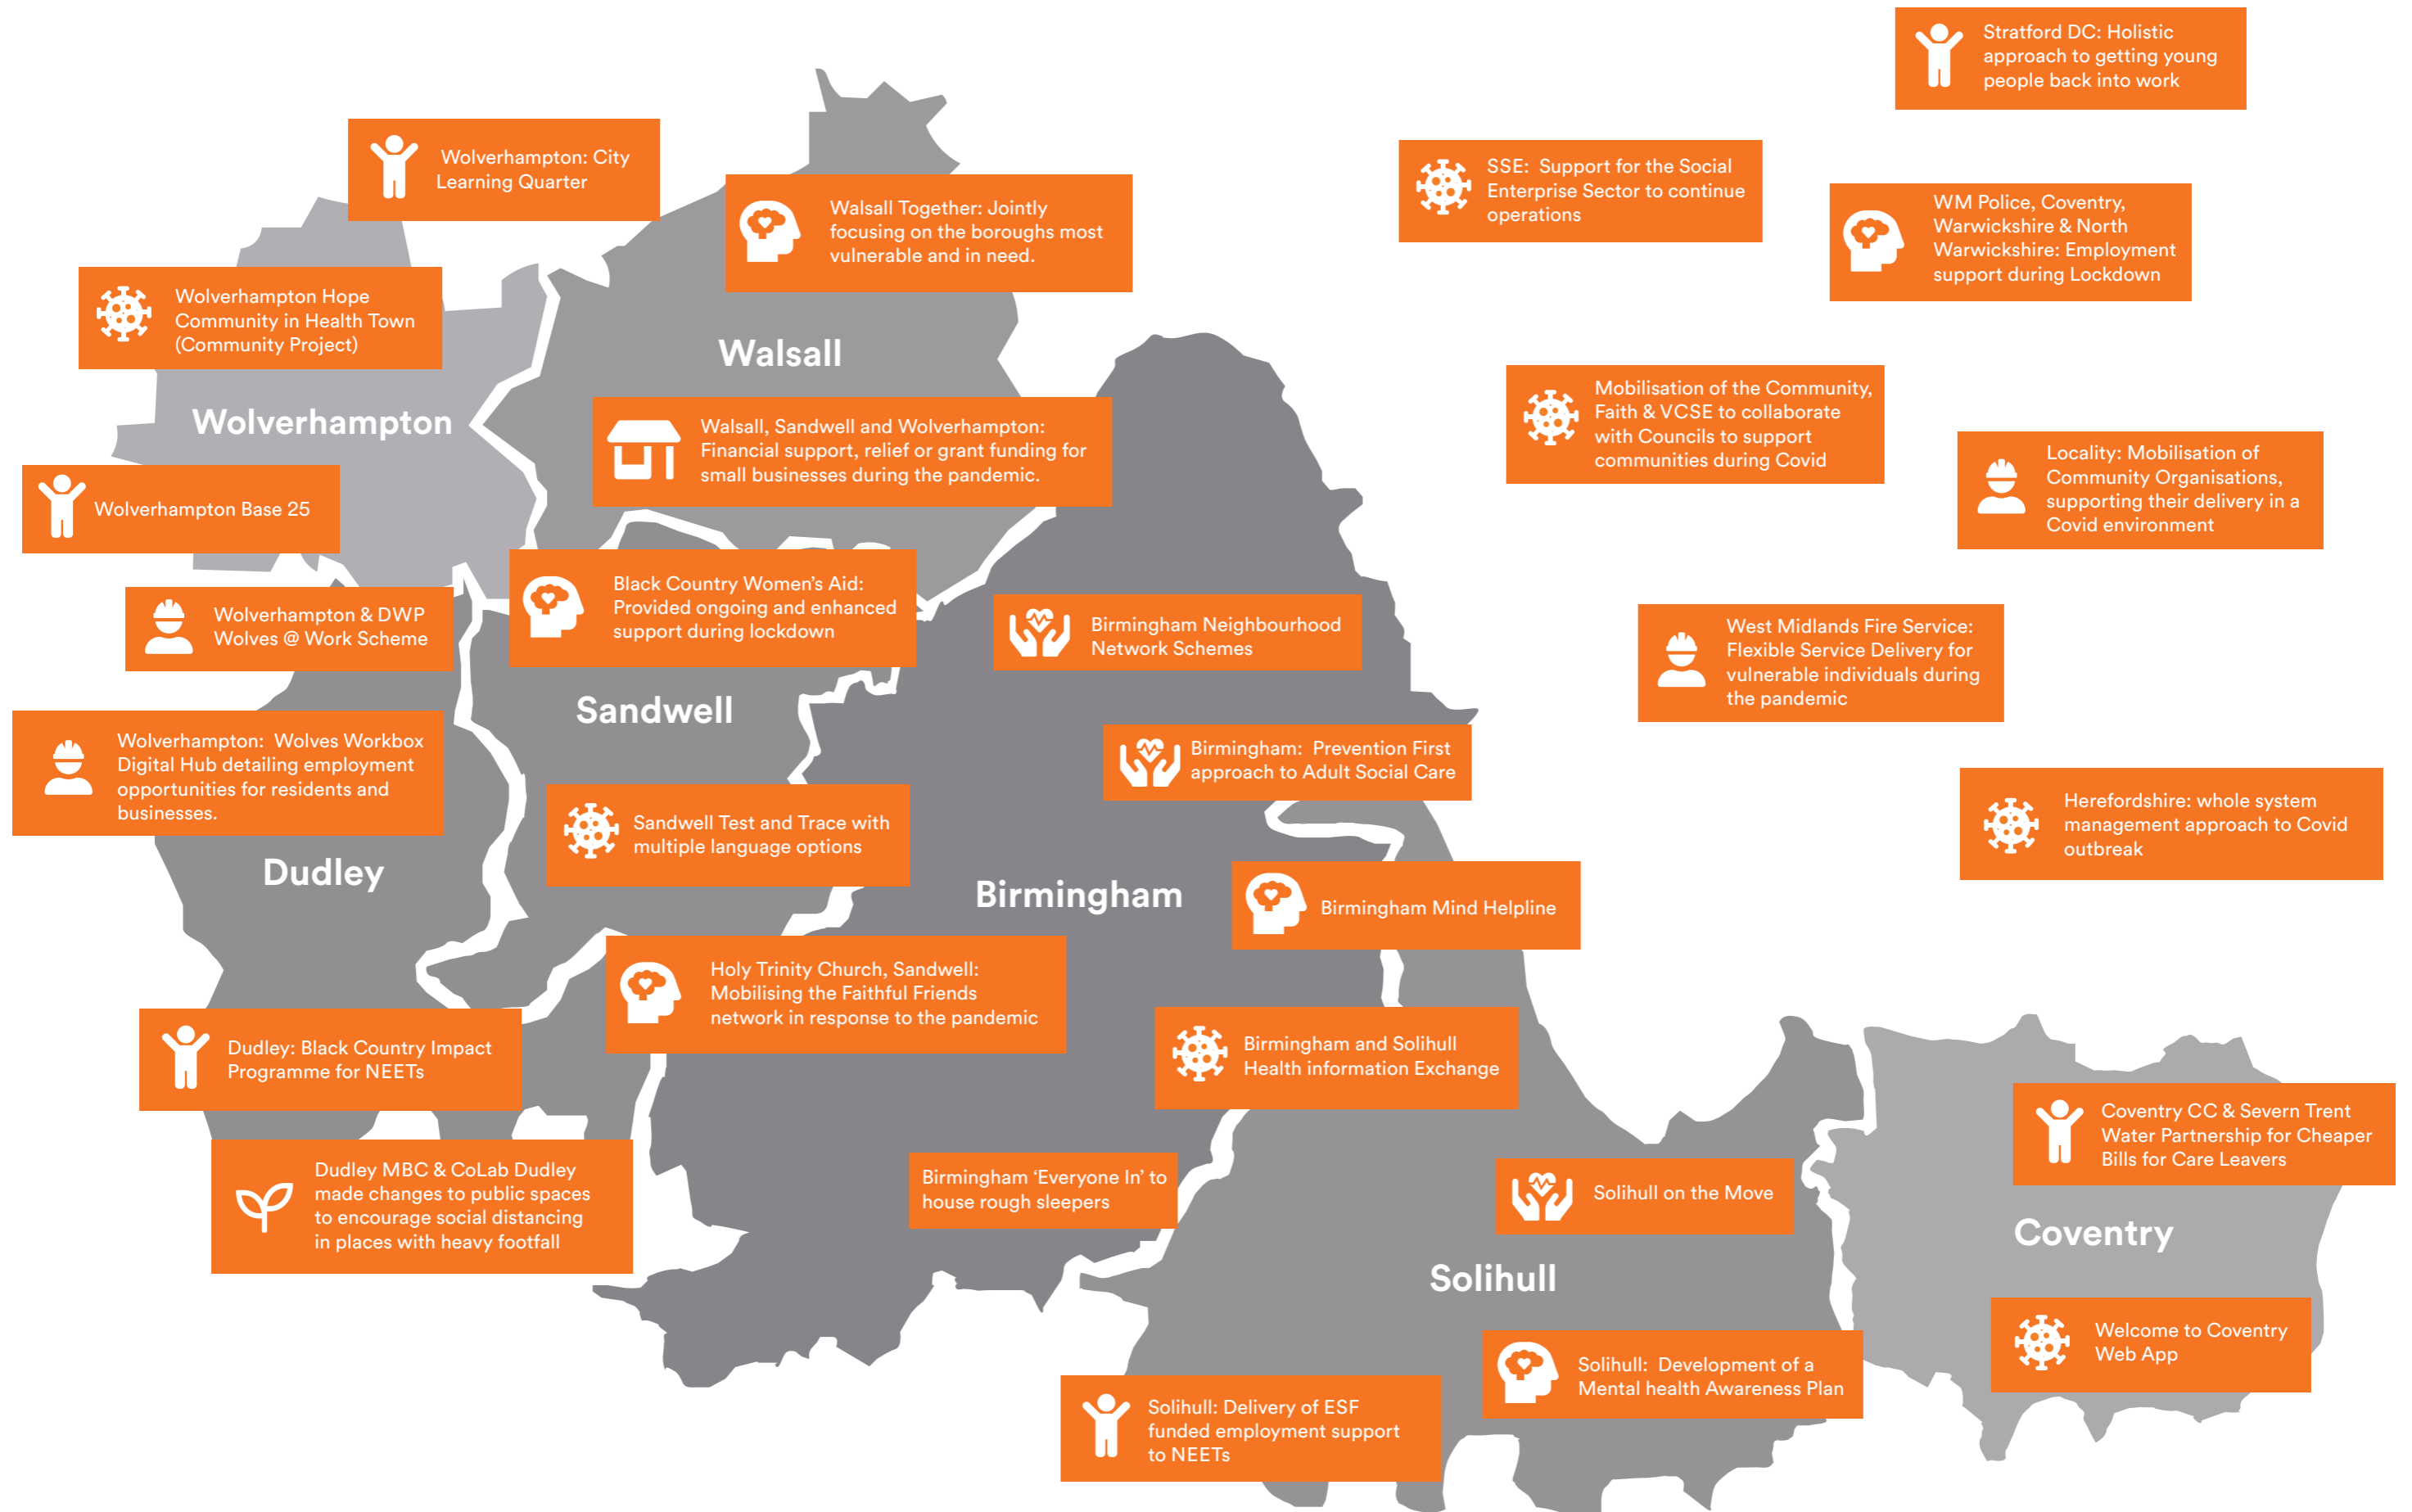 Stratford DC: Holistic
approach to getting young
people back into work
Wolverhampton: City
Learning Quarter
SSE: Support for the Social
Enterprise Sector to continue
operations
Walsall Together: Jointly
focusing on the boroughs most
vulnerable and in need.
WM Police, Coventry,
Warwickshire & North
Warwickshire: Employment
support during Lockdown
Wolverhampton Hope
Community in Health Town
(Community Project)
Walsall
Wolverhampton
Mobilisation of the Community,
Faith & VCSE to collaborate
with Councils to support
communities during Covid
Walsall, Sandwell and Wolverhampton:
Financial support, relief or grant funding for
small businesses during the pandemic.
Locality: Mobilisation of
Community Organisations,
supporting their delivery in a
Covid environment
Wolverhampton Base 25
Black Country Women's Aid:
Provided ongoing and enhanced
support during lockdown
Wolverhampton & DWP
Wolves @ Work Scheme
Birmingham Neighbourhood
Network Schemes
West Midlands Fire Service:
Flexible Service Delivery for
vulnerable individuals during
the pandemic
Sandwell
Wolverhampton: Wolves Workbox
Digital Hub detailing employment
opportunities for residents and
businesses.
Birmingham: Prevention First
approach to Adult Social Care
Sandwell Test and Trace with
multiple language options
Herefordshire: whole system
management approach to Covid
outbreak
Dudley
Birmingham
Birmingham Mind Helpline
Holy Trinity Church, Sandwell:
Mobilising the Faithful Friends
network in response to the pandemic
Dudley: Black Country Impact
Programme for NEETs
Birmingham and Solihull
Health information Exchange
Coventry CC & Severn Trent
Water Partnership for Cheaper
Bills for Care Leavers
Dudley MBC & CoLab Dudley
made changes to public spaces
to encourage social distancing
in places with heavy footfall
Birmingham ‘Everyone In’ to
house rough sleepers
Solihull on the Move
Coventry
Solihull
Welcome to Coventry
Web App
Solihull: Development of a
Mental health Awareness Plan
Solihull: Delivery of ESF
funded employment support
to NEETs